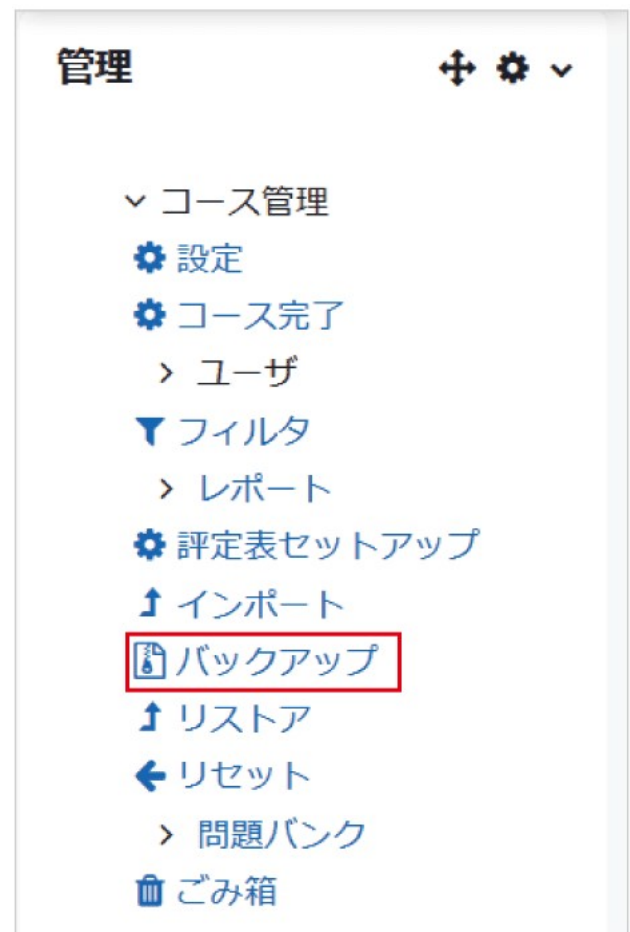 管理
コース管理
設定
コース完了
ユーザ
フィルタ
レポート
評定表セットアップ
インポート
バックアップ
リストア
リセット
問題バンク
ごみ箱